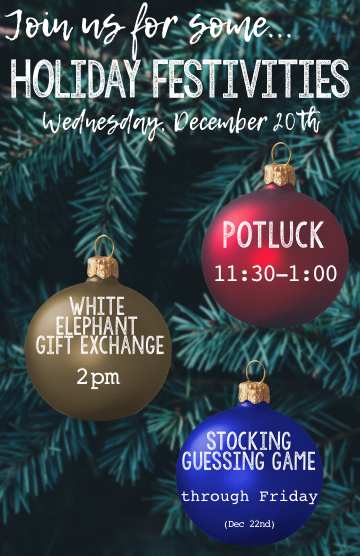 Join us for some...
HOLIDAY FESTIVITIES
Wednesday, December 20th
POTLUCK
11:30-1:00
WHITE
ELEPHANT
GIFT EXCHANGE
2pm
STOCKING
GUESSING GAME
through Friday
(Dec 22nd)